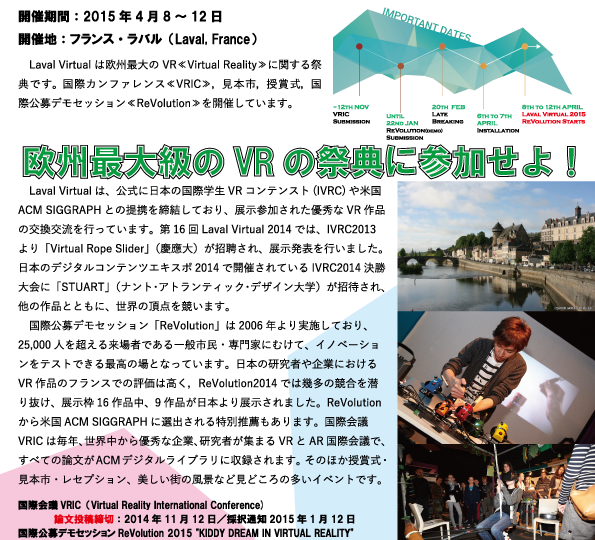 開催期間：2015 年 4 月 8 ～ 12 日
開催地：フランス・ラバル（Laval, France）
Laval Virtual は欧州最大の VR≪Virtual Reality≫に関する祭
典です。国際カンファレンス≪VRIC≫，見本市，授賞式，国
際公募デモセッション≪ReVolution≫を開催しています。
IMPORTANT DATES
~12th NOV
VRIC
Submission
Until
22nd JAN
ReVolution(demo)
Submission
20th FEB
Late
Breaking
6th to 7th
APRIL
Installation
8th to 12th APRIL
Laval Virtual 2015
ReVolution Starts
欧州最大級の VR の祭典に参加せよ！
Laval Virtual は、公式に日本の国際学生 VR コンテンスト (IVRC) や米国
ACM SIGGRAPH との提携を締結しており、展示参加された優秀な VR 作品
の交換交流を行っています。第 16 回 Laval Virtual 2014 では、IVRC2013
より「Virtual Rope Slider」（慶應大）が招聘され、展示発表を行いました。
日本のデジタルコンテンツエキスポ 2014 で開催されている IVRC2014 決勝
大会に「STUART」（ナント・アトランティック・デザイン大学）が招待され、
他の作品とともに、世界の頂点を競います。
国際公募デモセッション「ReVolution」は 2006 年より実施しており、
25,000 人を超える来場者である一般市民・専門家にむけて、イノベーショ
ンをテストできる最高の場となっています。日本の研究者や企業における
VR 作品のフランスでの評価は高く，ReVolution2014 では幾多の競合を潜
り抜け、展示枠 16 作品中、9 作品が日本より展示されました。ReVolution
から米国 ACM SIGGRAPH に選出される特別推薦もあります。国際会議
VRIC は毎年、世界中から優秀な企業、研究者が集まる VR と AR 国際会議で、
すべての論文が ACM デジタルライブラリに収録されます。そのほか授賞式・
見本市・レセプション、美しい街の風景など見どころの多いイベントです。
国際会議 VRIC（Virtual Reality International Conference)
論文投稿締切：2014 年 11 月 12 日／採択通知 2015 年 1 月 12 日
国際公募デモセッション ReVolution 2015 "KIDDY DREAM IN VIRTUAL REALITY"